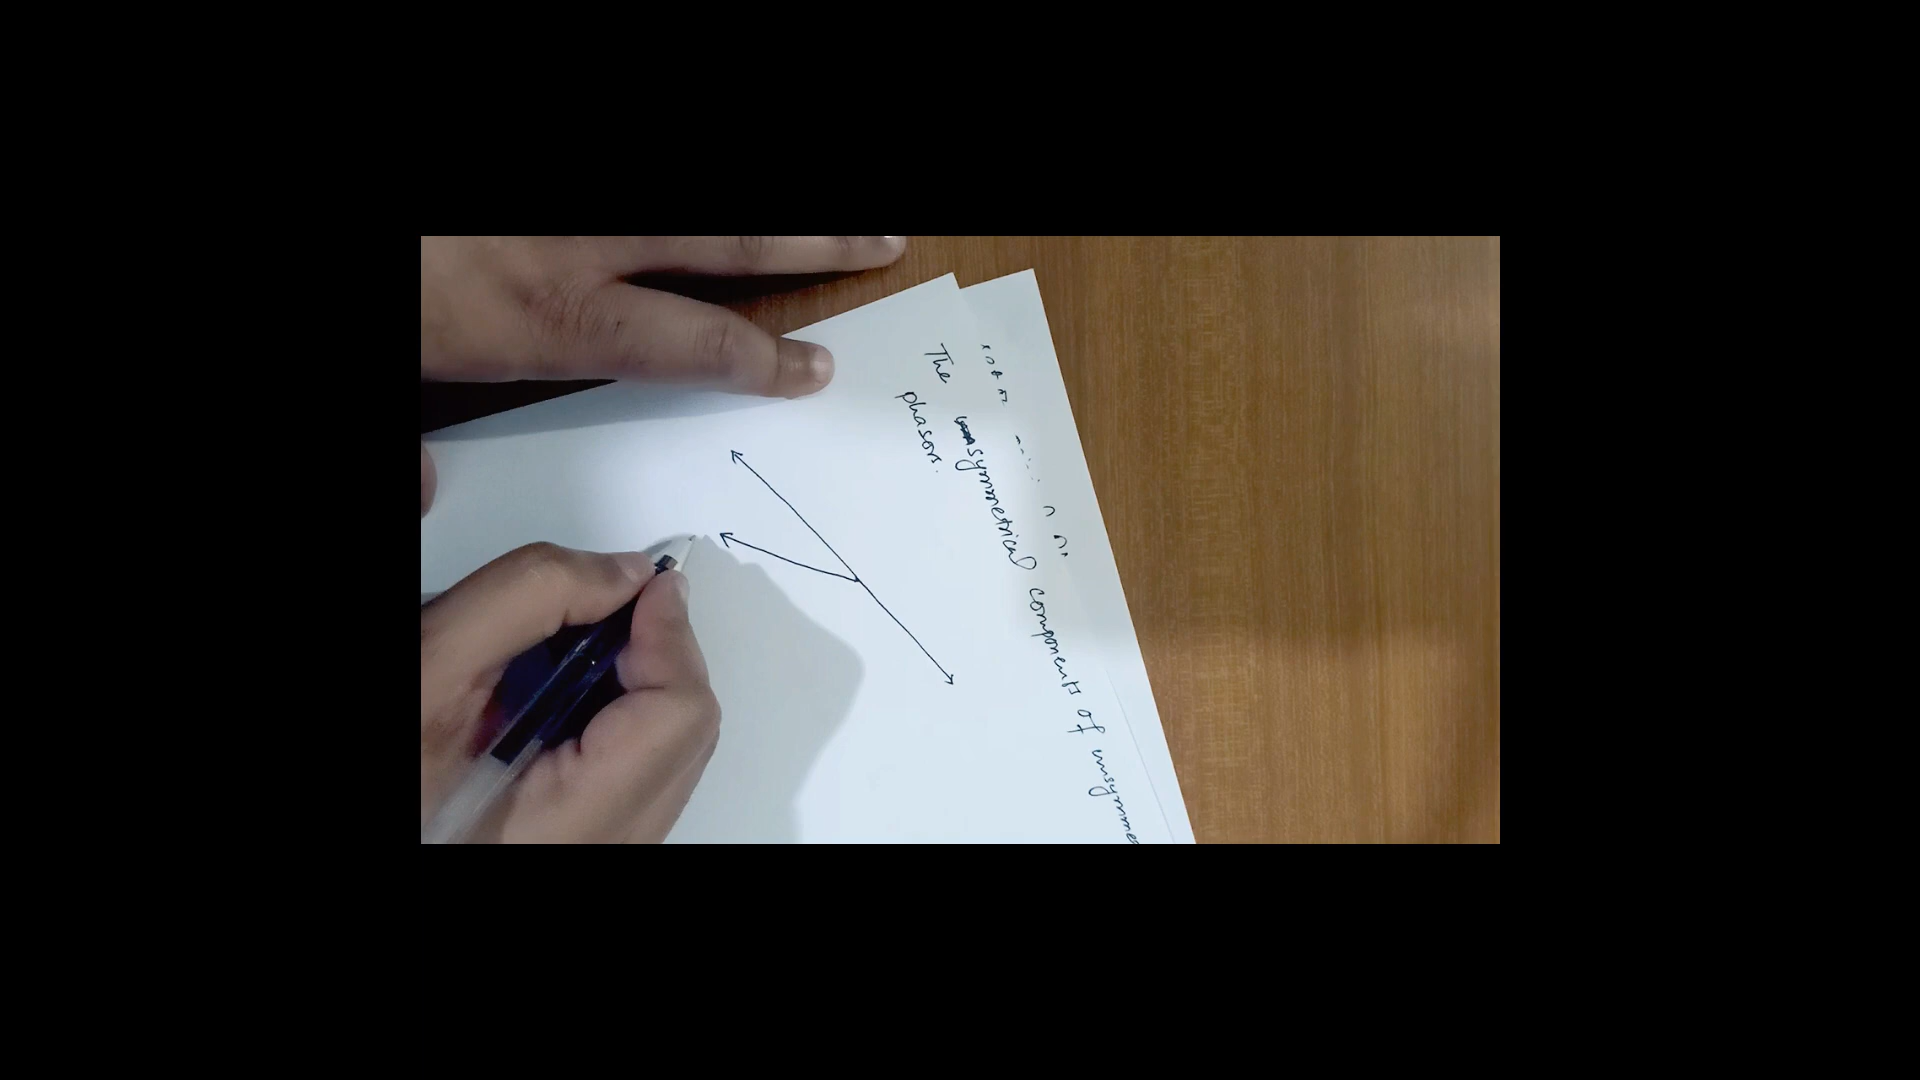 The symmetrical components of unsymme
phasors.